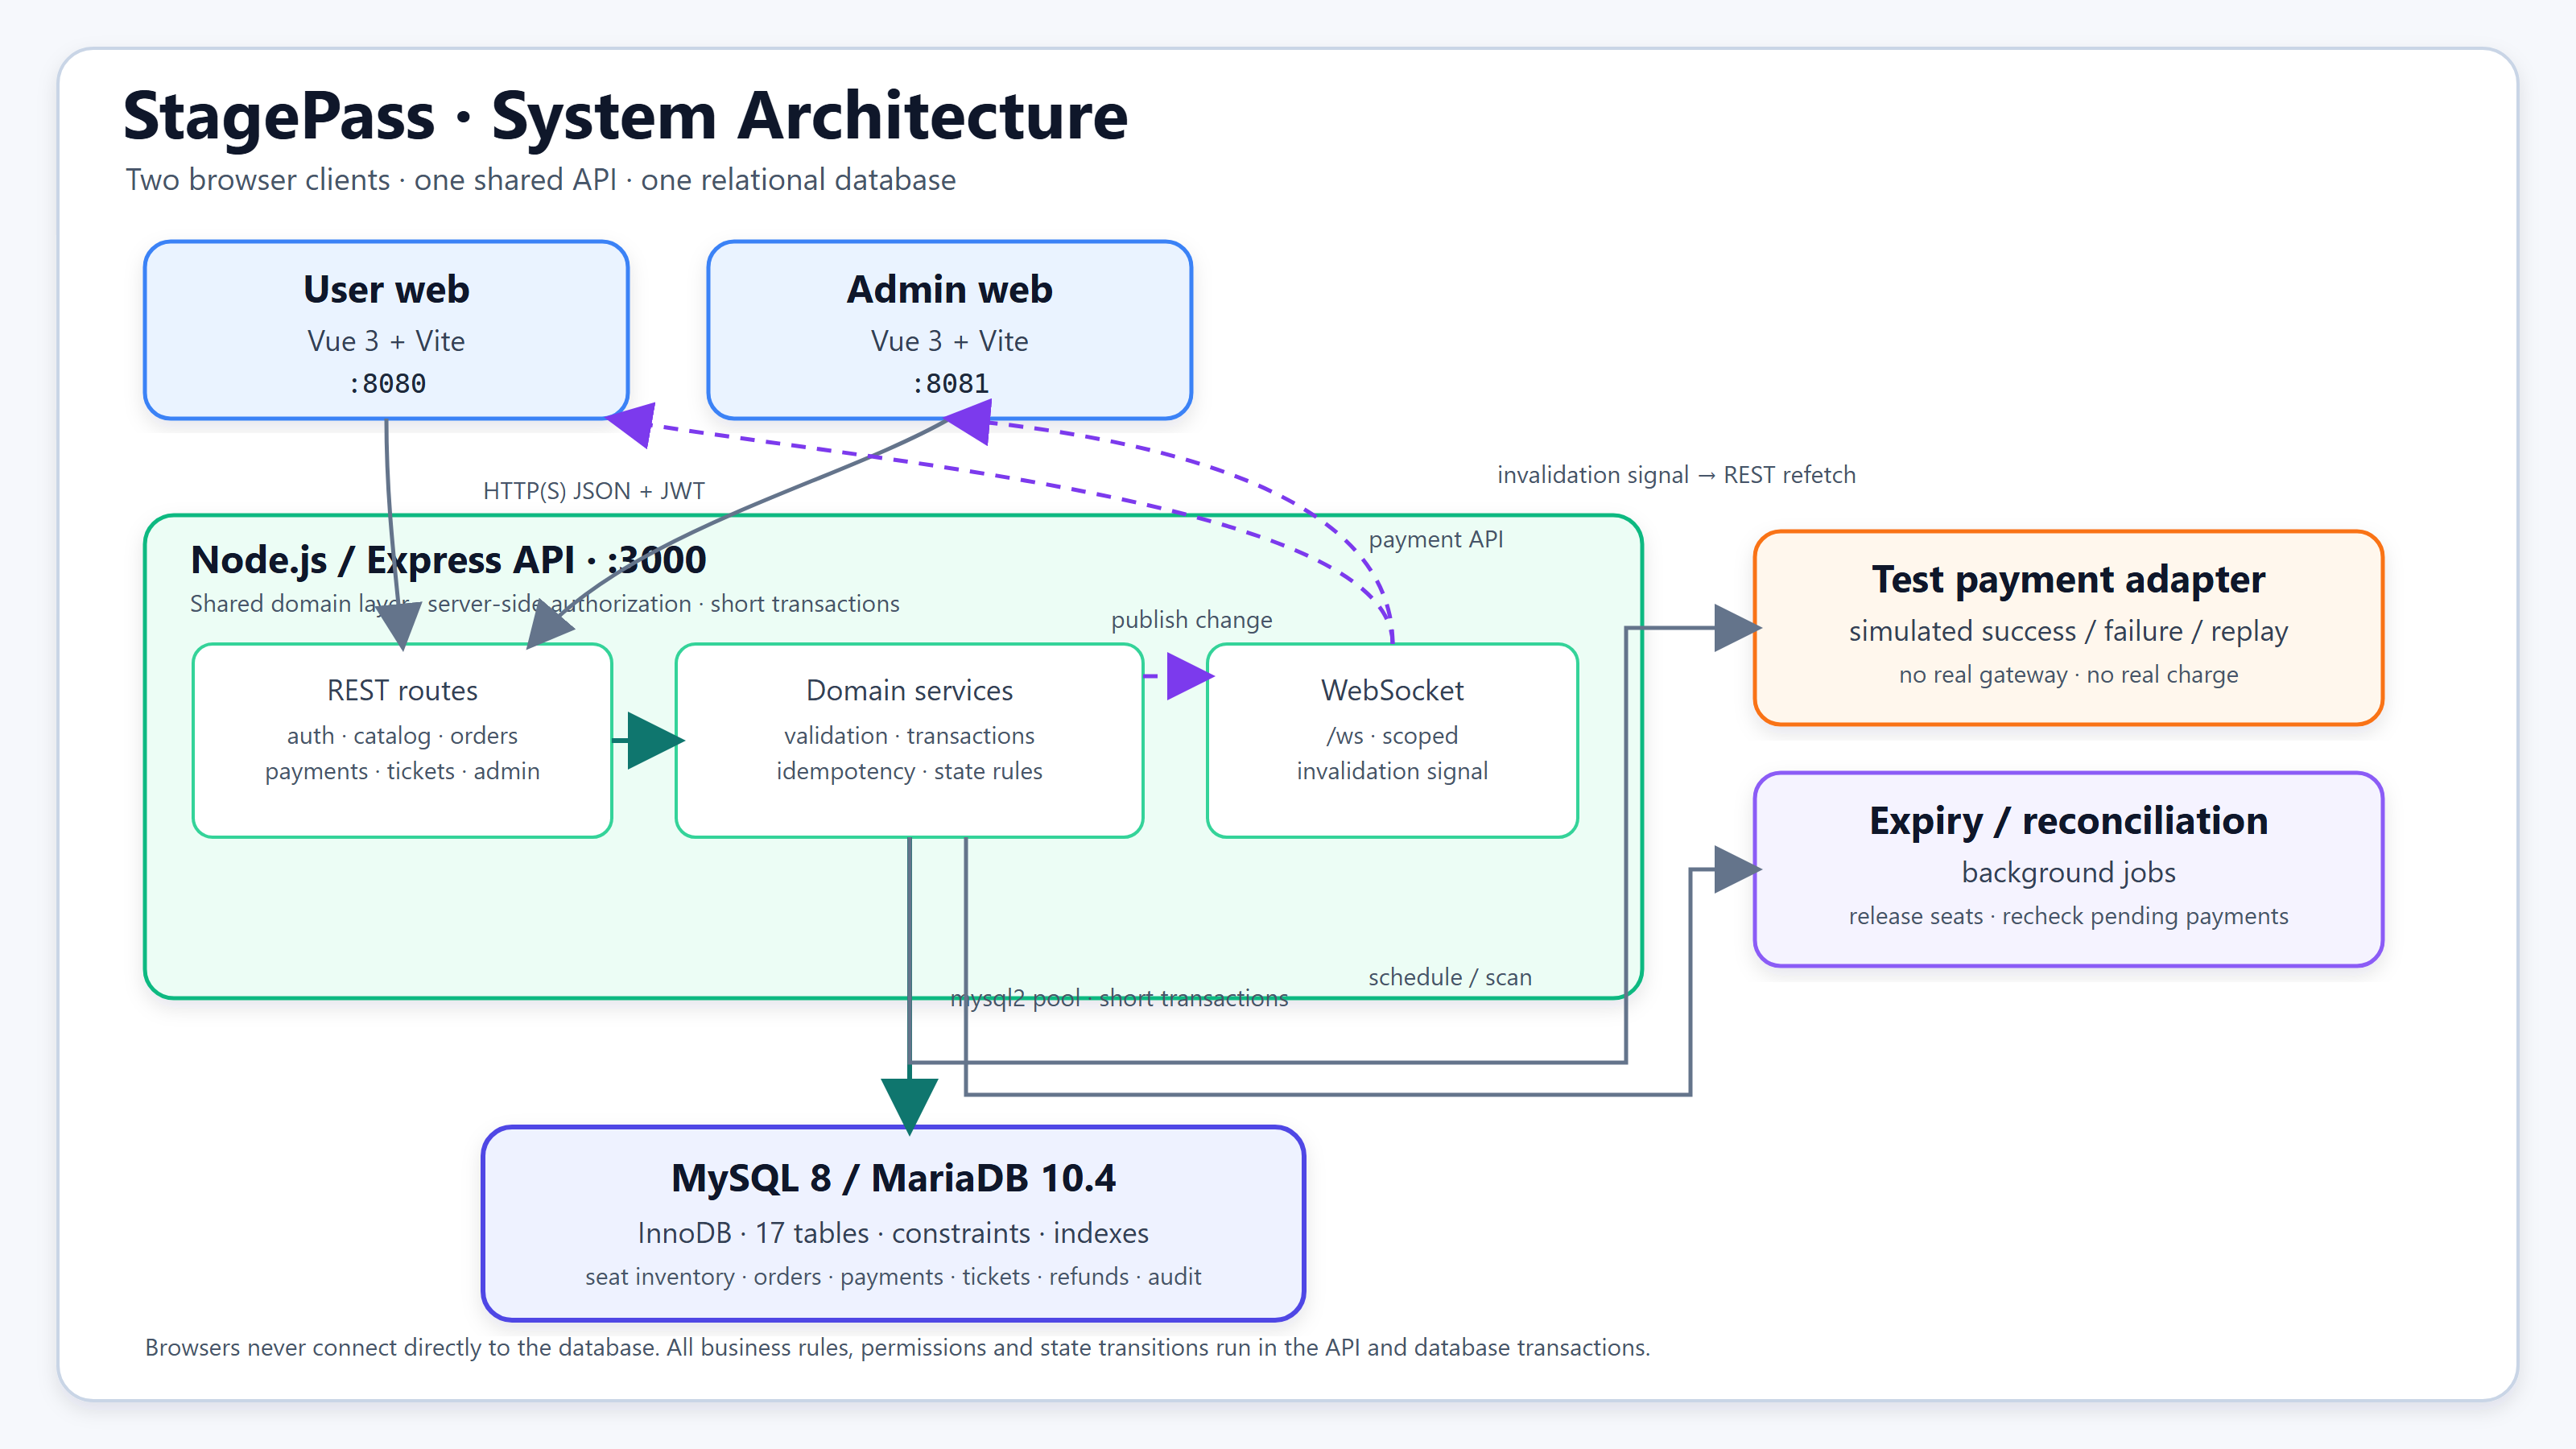 StagePass · System Architecture
Two browser clients · one shared API · one relational database
User web
Vue 3 + Vite
:8080
Admin web
Vue 3 + Vite
:8081
HTTP(S) JSON + JWT
invalidation signal → REST refetch
Node.js / Express API · :3000
Shared domain layer · server-side authorization · short transactions
payment API
publish change
REST routes
auth · catalog · orders
payments · tickets · admin
Domain services
validation · transactions
idempotency · state rules
WebSocket
/ws · scoped
invalidation signal
Test payment adapter
simulated success / failure / replay
no real gateway · no real charge
Expiry / reconciliation
background jobs
release seats · recheck pending payments
schedule / scan
mysql2 pool · short transactions
MySQL 8 / MariaDB 10.4
InnoDB · 17 tables · constraints · indexes
seat inventory · orders · payments · tickets · refunds · audit
Browsers never connect directly to the database. All business rules, permissions and state transitions run in the API and database transactions.